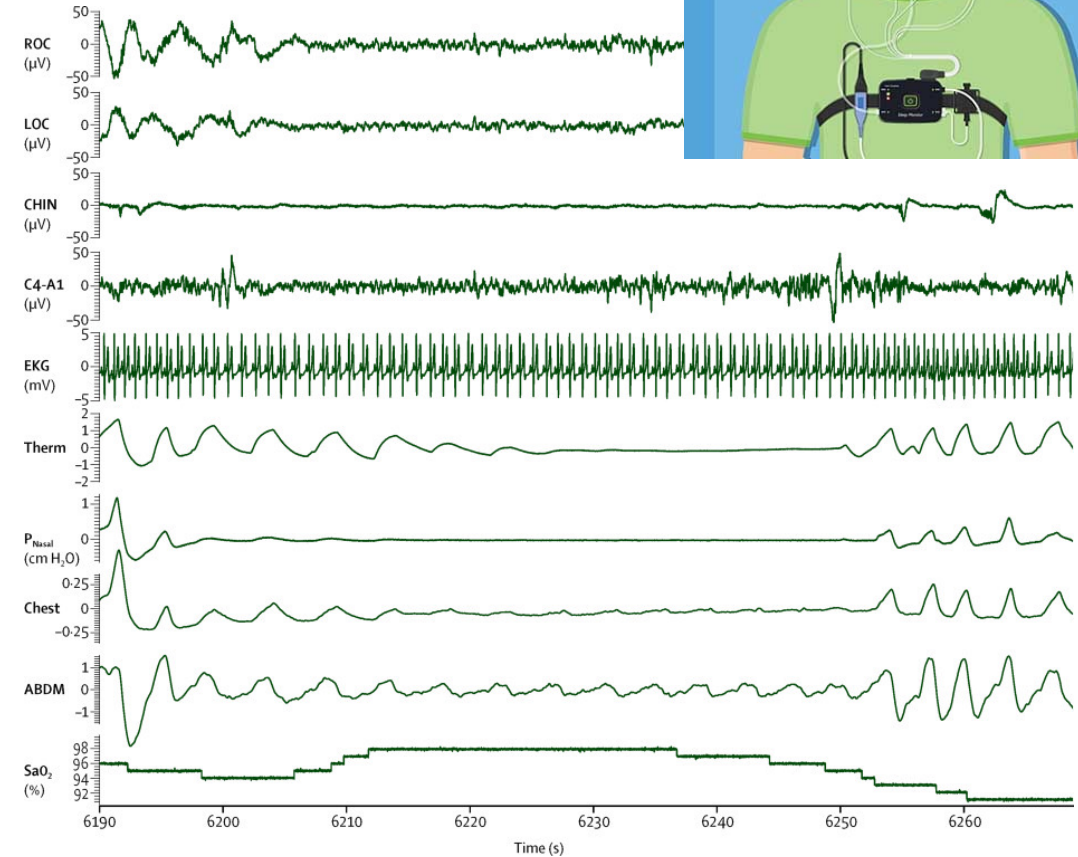 50
ROC
0
(µV)
-50
50
LOC
0
(µV)
-50
50
CHIN
0
(µV)
-50
50
C4-A1
0
(µV)
-50
5
EKG
0
(mV)
-5
2
1
Therm
0
-1
-2
1
P Nasal
0
(cm H₂O)
0·25
Chest
0
-0·25
1
ABDM
0
-1
98
SaO₂
96
94
(%)
92
6190 6200 6210 6220 6230 6240 6250 6260
Time (s)
Sleep Monitor